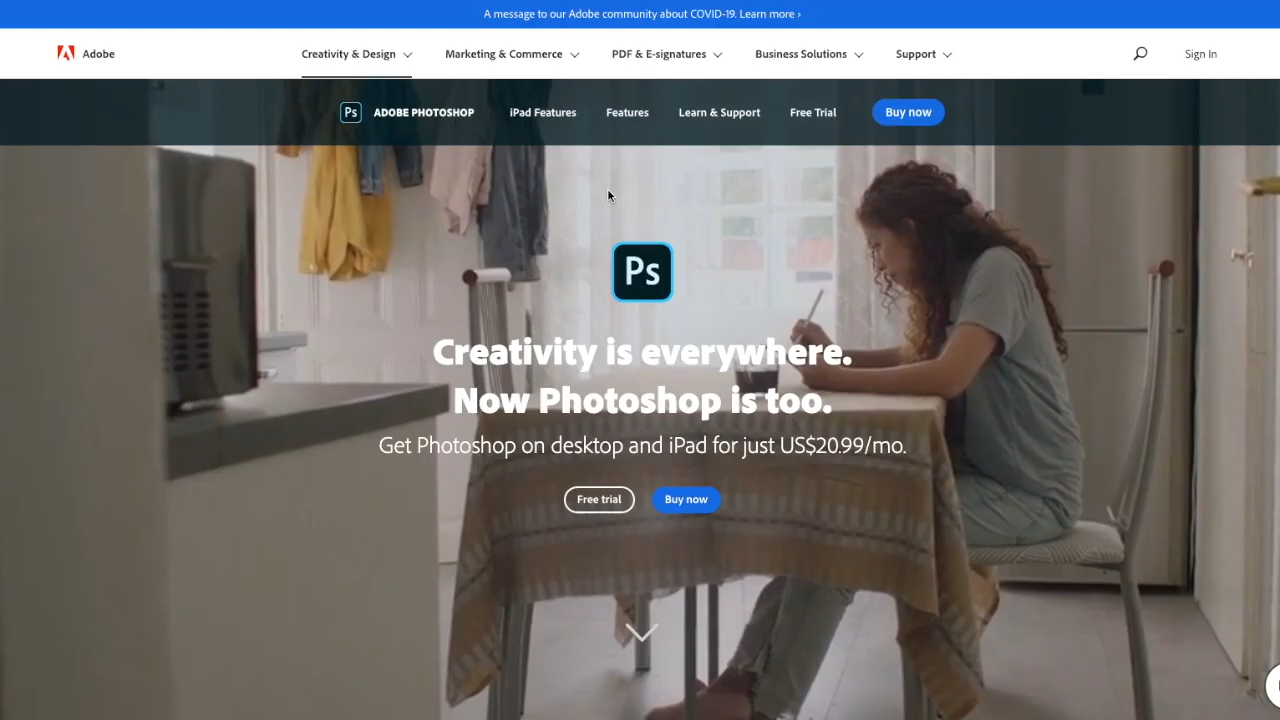 A message to our Adobe community about COVID-19. Learn more ›
Adobe
Creativity & Design
Marketing & Commerce
PDF & E-signatures
Business Solutions
Support
Sign In
Ps
ADOBE PHOTOSHOP
iPad Features
Features
Learn & Support
Free Trial
Buy now
Ps
Creativity is everywhere.
Now Photoshop is too.
Get Photoshop on desktop and iPad for just US$20.99/mo.
Free trial
Buy now